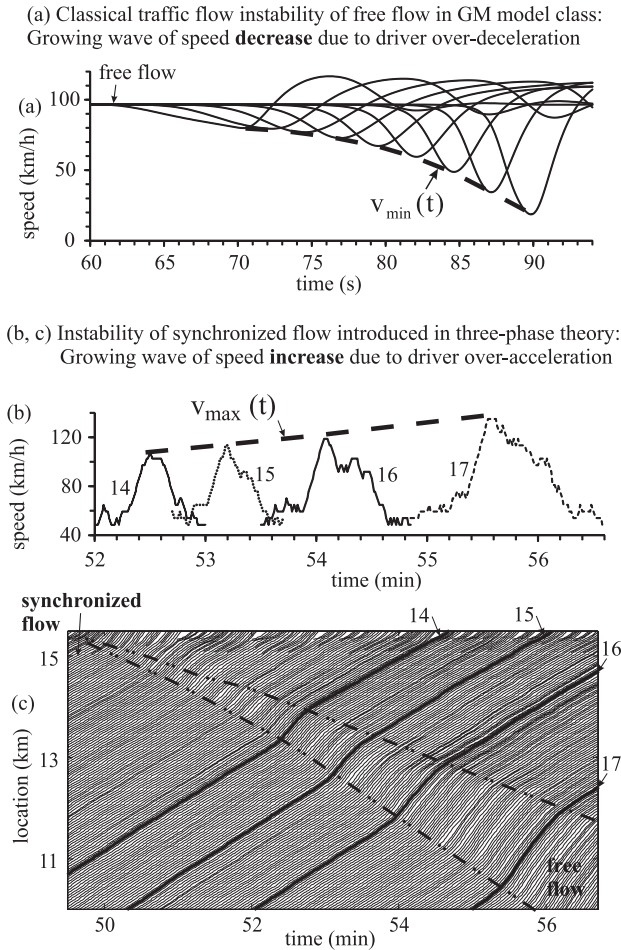 (a) Classical traffic flow instability of free flow in GM model class:
Growing wave of speed decrease due to driver over-deceleration
free flow
(a)
100
50
0
speed (km/h)
v_min (t)
60 65 70 75 80 85 90
time (s)
(b, c) Instability of synchronized flow introduced in three-phase theory:
Growing wave of speed increase due to driver over-acceleration
(b)
v_max (t)
120
80
40
speed (km/h)
14
15
16
17
52 53 54 55 56
time (min)
synchronized
flow
14
15
16
17
(c)
15
13
11
location (km)
free
flow
50 52 54 56
time (min)